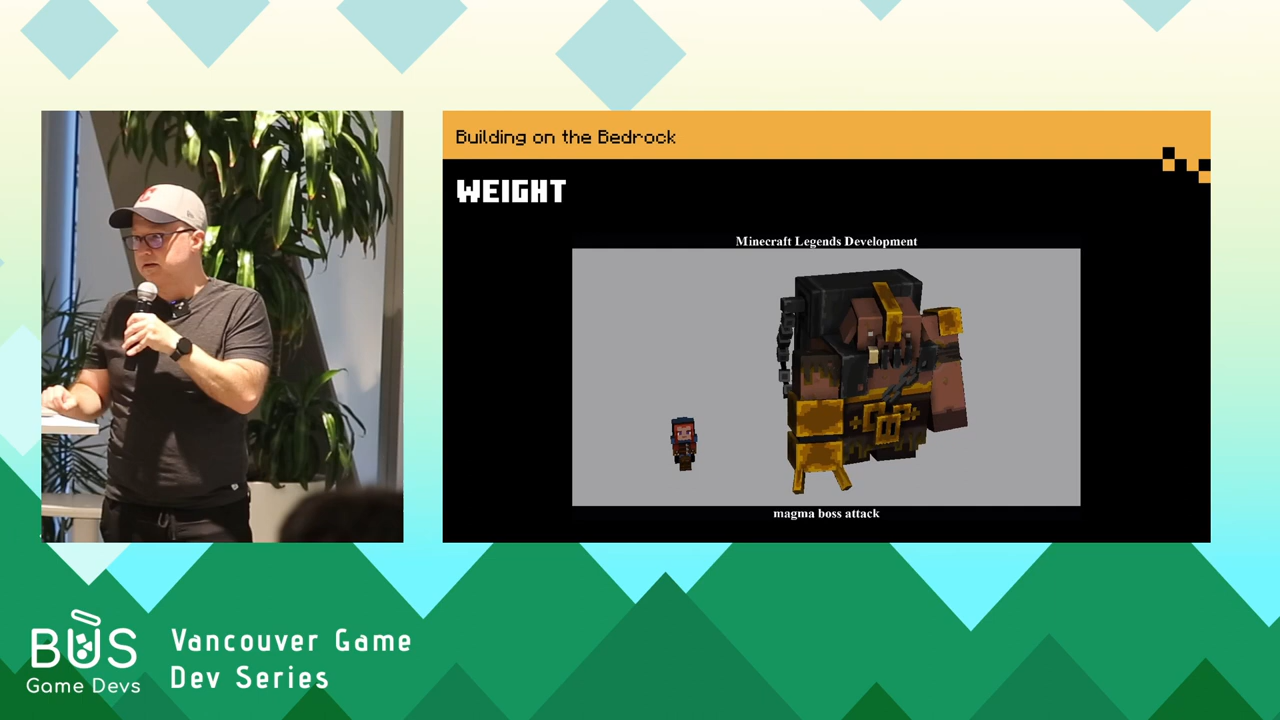 Building on the Bedrock
WEIGHT
Minecraft Legends Development
magma boss attack
BUS
Game Devs
Vancouver Game
Dev Series